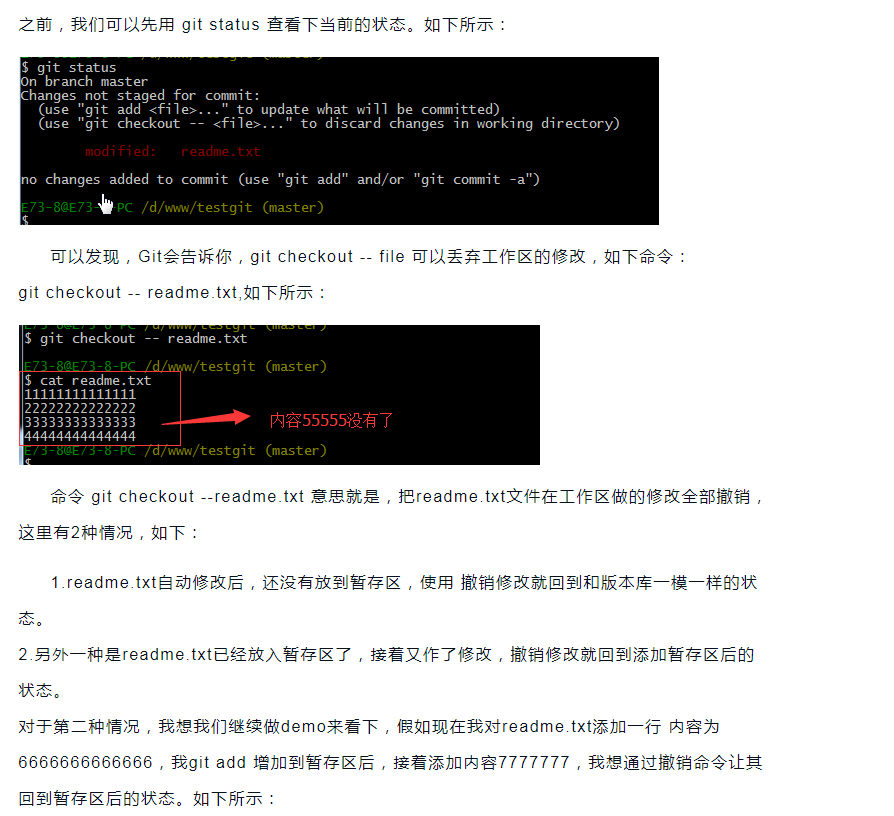 之前，我们可以先用 git status 查看下当前的状态。如下所示：
$ git status
On branch master
Changes not staged for commit:
(use "git add <file>..." to update what will be committed)
(use "git checkout -- <file>..." to discard changes in working directory)
modified: readme.txt
no changes added to commit (use "git add" and/or "git commit -a")
E73-8@E73-8-PC /d/www/testgit (master)
$
可以发现，Git会告诉你，git checkout -- file 可以丢弃工作区的修改，如下命令：
git checkout -- readme.txt,如下所示：
E73-8@E73-8-PC /d/www/testgit (master)
$ git checkout -- readme.txt
E73-8@E73-8-PC /d/www/testgit (master)
$ cat readme.txt
11111111111111
22222222222222
33333333333333
44444444444444
内容55555没有了
E73-8@E73-8-PC /d/www/testgit (master)
$
命令 git checkout --readme.txt 意思就是，把readme.txt文件在工作区做的修改全部撤销，
这里有2种情况，如下：
1.readme.txt自动修改后，还没有放到暂存区，使用 撤销修改就回到和版本库一模一样的状
态。
2.另外一种是readme.txt已经放入暂存区了，接着又作了修改，撤销修改就回到添加暂存区后的
状态。
对于第二种情况，我想我们继续做demo来看下，假如现在我对readme.txt添加一行 内容为
6666666666666，我git add 增加到暂存区后，接着添加内容7777777，我想通过撤销命令让其
回到暂存区后的状态。如下所示：